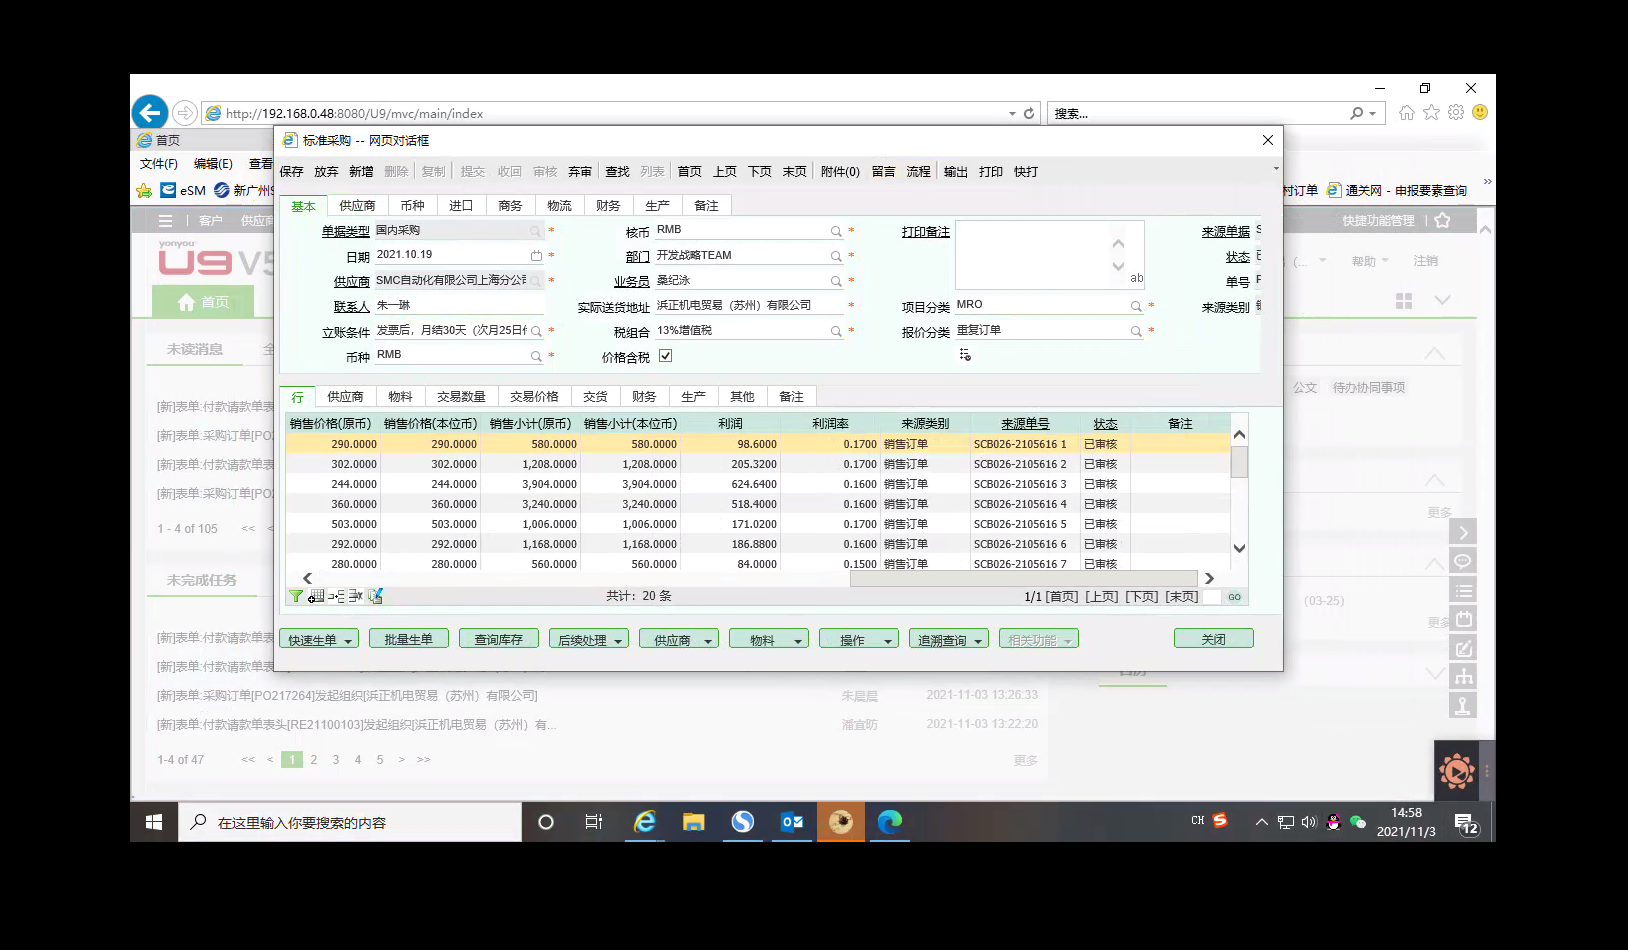 http://192.168.0.48:8080/U9/mvc/main/index
搜索...
首页
标准采购 -- 网页对话框
文件(F) 编辑(E) 查看
保存 放弃 新增 删除 复制 提交 收回 审核 弃审 查找 列表 首页 上页 下页 末页 附件(0) 留言 流程 输出 打印 快打
eSM 新广州S
村订单 通关网 - 申报要素查询
客户 供应商
快捷功能管理
基本 供应商 币种 进口 商务 物流 财务 生产 备注
yonyou
U9 V5
帮助 注销
首页
单据类型 国内采购 * 核币 RMB * 打印备注 来源单据 S
日期 2021.10.19 * 部门 开发战略TEAM * 状态
供应商 SMC自动化有限公司上海分公司 * 业务员 桑纪泳 * ab 单号
联系人 朱一琳 实际送货地址 浜正机电贸易（苏州）有限公司 * 项目分类 MRO * 来源类别
立账条件 发票后，月结30天（次月25日付 * 税组合 13%增值税 * 报价分类 重复订单 *
币种 RMB * 价格含税
未读消息 全
公文 待办协同事项
行 供应商 物料 交易数量 交易价格 交货 财务 生产 其他 备注
销售价格(原币) 销售价格(本位币) 销售小计(原币) 销售小计(本位币) 利润 利润率 来源类别 来源单号 状态 备注
290.0000 290.0000 580.0000 580.0000 98.6000 0.1700 销售订单 SCB026-2105616 1 已审核
302.0000 302.0000 1,208.0000 1,208.0000 205.3200 0.1700 销售订单 SCB026-2105616 2 已审核
244.0000 244.0000 3,904.0000 3,904.0000 624.6400 0.1600 销售订单 SCB026-2105616 3 已审核
360.0000 360.0000 3,240.0000 3,240.0000 518.4000 0.1600 销售订单 SCB026-2105616 4 已审核
503.0000 503.0000 1,006.0000 1,006.0000 171.0200 0.1700 销售订单 SCB026-2105616 5 已审核
292.0000 292.0000 1,168.0000 1,168.0000 186.8800 0.1600 销售订单 SCB026-2105616 6 已审核
280.0000 280.0000 560.0000 560.0000 84.0000 0.1500 销售订单 SCB026-2105616 7 已审核
[新]表单:付款请款单表
[新]表单:采购订单[PO2
[新]表单:付款请款单表
[新]表单:采购订单[PO2
1 - 4 of 105 << <
更多
共计：20 条 1/1 [首页] [上页] [下页] [末页] GO
未完成任务
(03-25)
更多
快速生单 批量生单 查询库存 后续处理 供应商 物料 操作 追溯查询 相关功能 关闭
[新]表单:付款请款单表
[新]表单:采购订单[PO2
[新]表单:采购订单[PO217264]发起组织[浜正机电贸易（苏州）有限公司] 朱晨晨 2021-11-03 13:26:33
[新]表单:付款请款单表头[RE21100103]发起组织[浜正机电贸易（苏州）有... 潘宜昉 2021-11-03 13:22:20
1-4 of 47 << < 1 2 3 4 5 > >> 更多
在这里输入你要搜索的内容
CH
14:58
2021/11/3
12